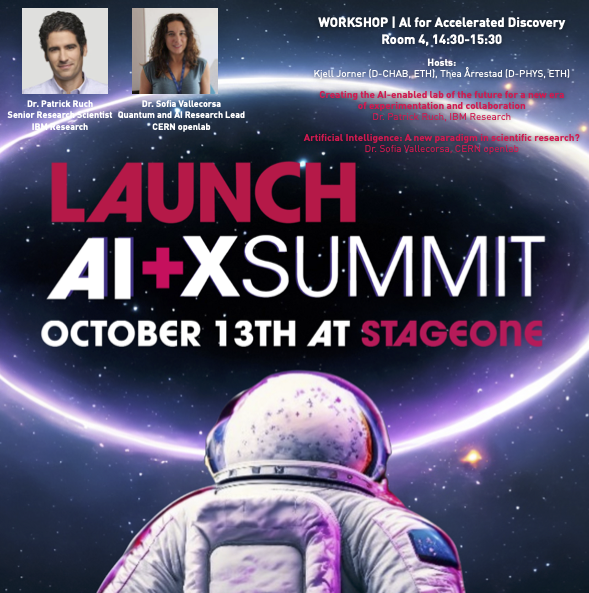 WORKSHOP | AI for Accelerated Discovery
Room 4, 14:30-15:30
Hosts:
Kjell Jorner (D-CHAB, ETH), Thea Årrestad (D-PHYS, ETH)
Creating the AI-enabled lab of the future for a new era
of experimentation and collaboration
Dr. Patrick Ruch, IBM Research
Artificial Intelligence: A new paradigm in scientific research?
Dr. Sofia Vallecorsa, CERN openlab
Dr. Patrick Ruch
Senior Research Scientist
IBM Research
Dr. Sofia Vallecorsa
Quantum and AI Research Lead
CERN openlab
LAUNCH
AI+X SUMMIT
OCTOBER 13TH AT STAGEONE